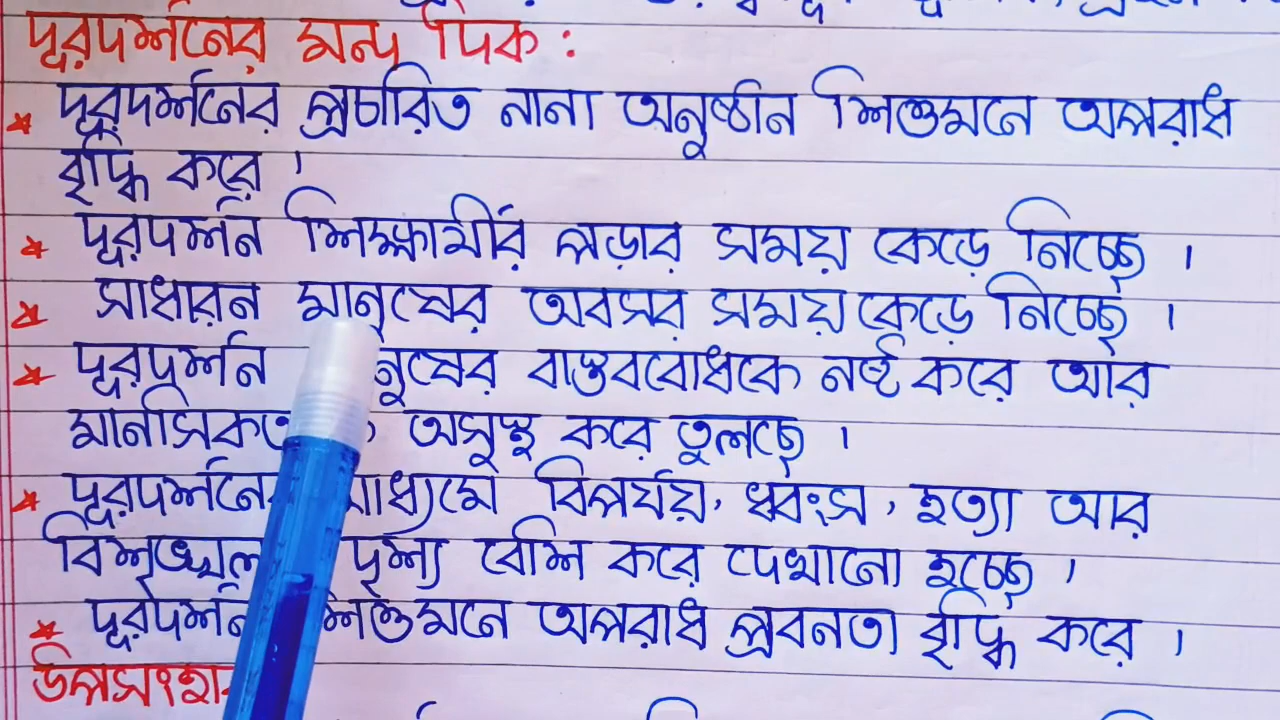 দূরদর্শনের মন্দ দিক :
* দূরদর্শনের প্রচারিত নানা অনুষ্ঠান শিশুমনে অপরাধ
বৃদ্ধি করে ।
* দূরদর্শন শিক্ষার্থীর পড়ার সময় কেড়ে নিচ্ছে ।
* সাধারন মানুষের অবসর সময় কেড়ে নিচ্ছে ।
* দূরদর্শন নুষের বাস্তববোধকে নষ্ট করে আর
অসুস্থ করে তুলছে ।
* দূরদর্শনের মাধ্যমে বিপর্যয়, ধ্বংস, হত্যা আর
দৃশ্য বেশি করে দেখানো হচ্ছে ।
* দূরদর্শন শিশুমনে অপরাধ প্রবনতা বৃদ্ধি করে ।
উপসংহা